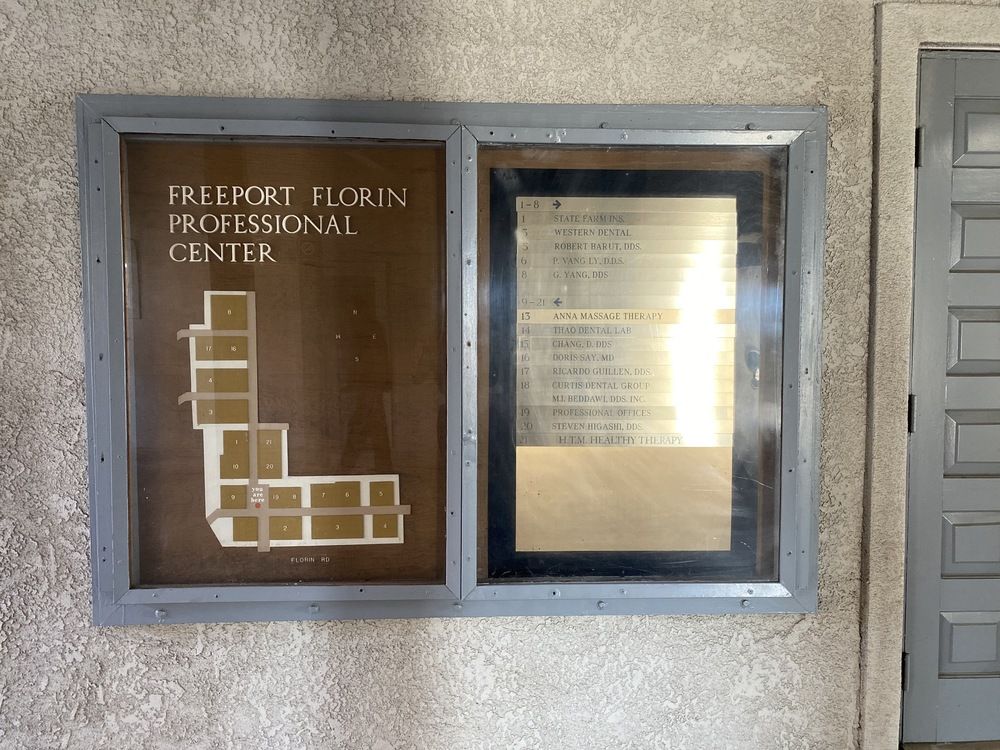 FREEPORT FLORIN
PROFESSIONAL
CENTER
8
17 16
4
3
1 21
10 20
you
are
here
9 19 8 7 6 5
2 3 4
FLORIN RD
N
W E
S
1-8 →
1 STATE FARM INS.
3 WESTERN DENTAL
5 ROBERT BARUT, DDS.
6 P. VANG LY, D.D.S.
8 G. YANG, DDS
9-21 ←
13 ANNA MASSAGE THERAPY
14 THAO DENTAL LAB
15 CHANG, D. DDS
16 DORIS SAY, MD
17 RICARDO GUILLEN, DDS.
18 CURTIS DENTAL GROUP
M.I. BEDDAWI, DDS. INC.
19 PROFESSIONAL OFFICES
20 STEVEN HIGASHI, DDS.
21 H.T.M. HEALTHY THERAPY